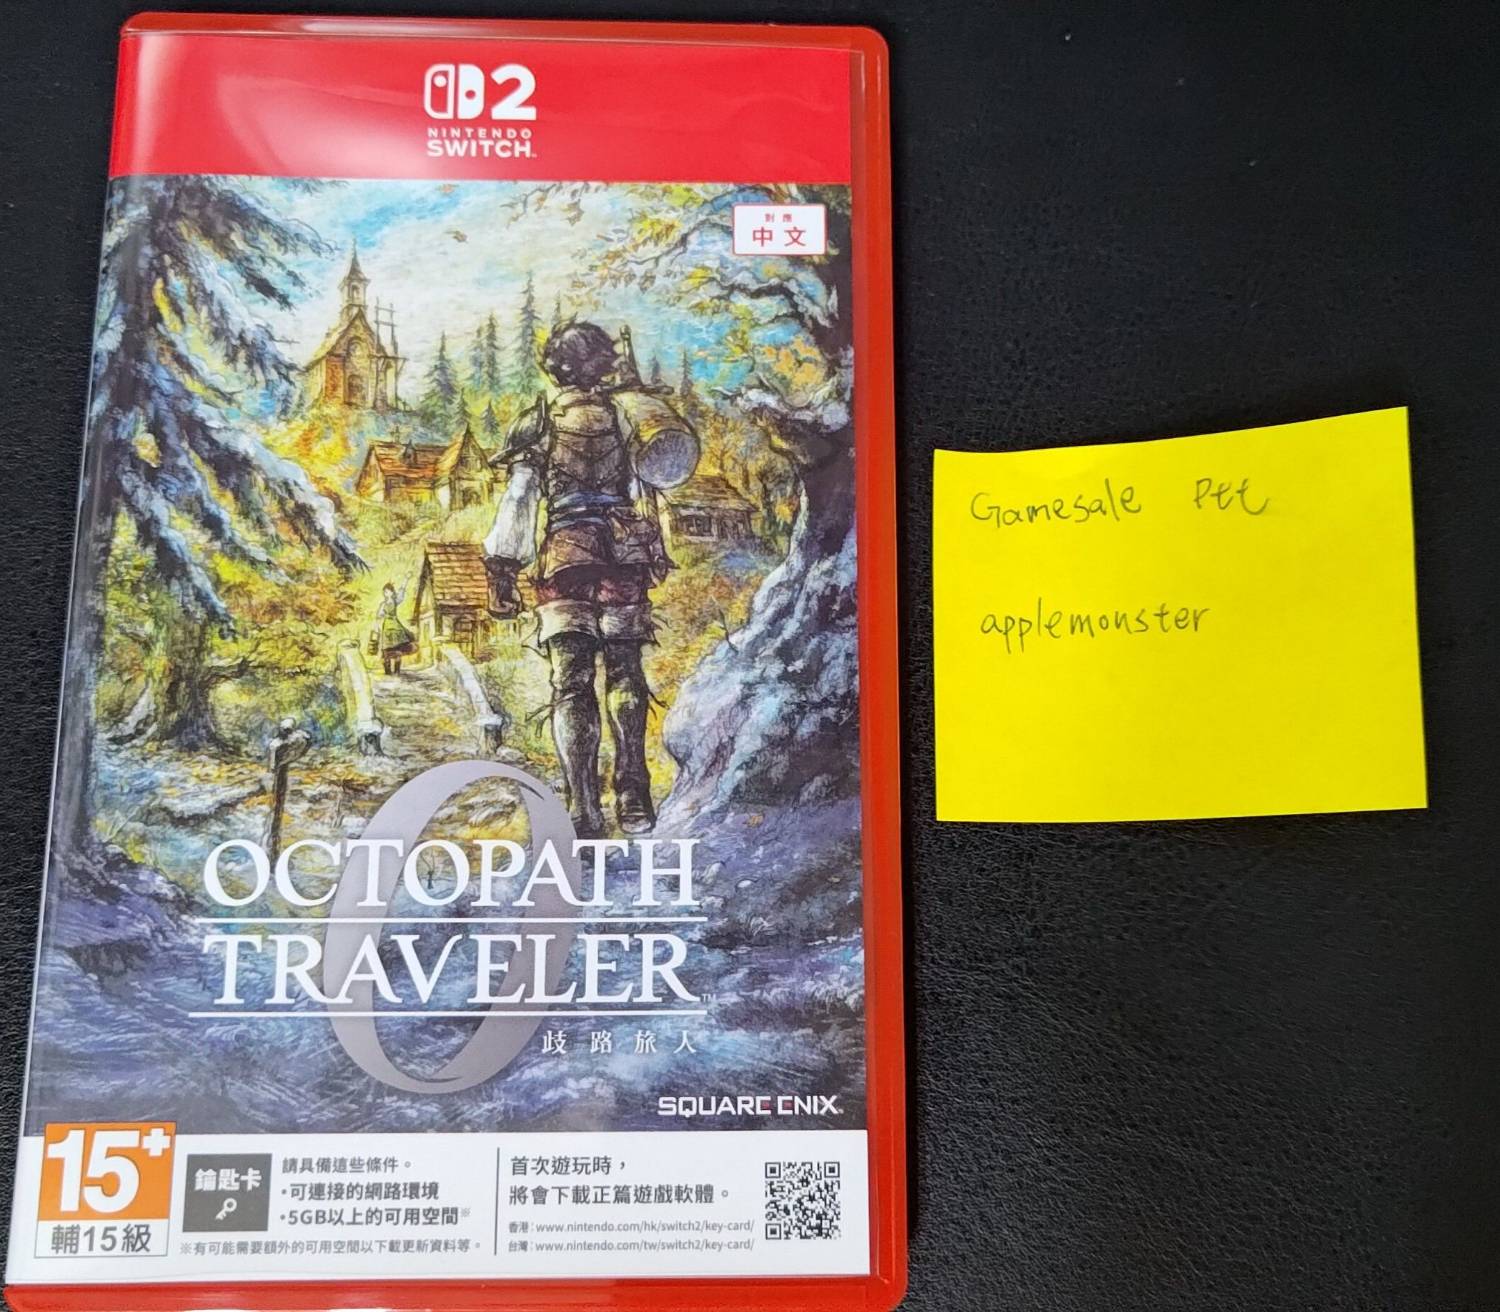 2
NINTENDO
SWITCH™
對應
中文
0
OCTOPATH
TRAVELER™
歧路旅人
SQUARE ENIX®
15+
輔15級
鑰匙卡
請具備這些條件。
・可連接的網路環境
・5GB以上的可用空間※
※有可能需要額外的可用空間以下載更新資料等。
首次遊玩時，
將會下載正篇遊戲軟體。
香港：www.nintendo.com/hk/switch2/key-card/
台灣：www.nintendo.com/tw/switch2/key-card/
Gamesale Ptt
applemonster